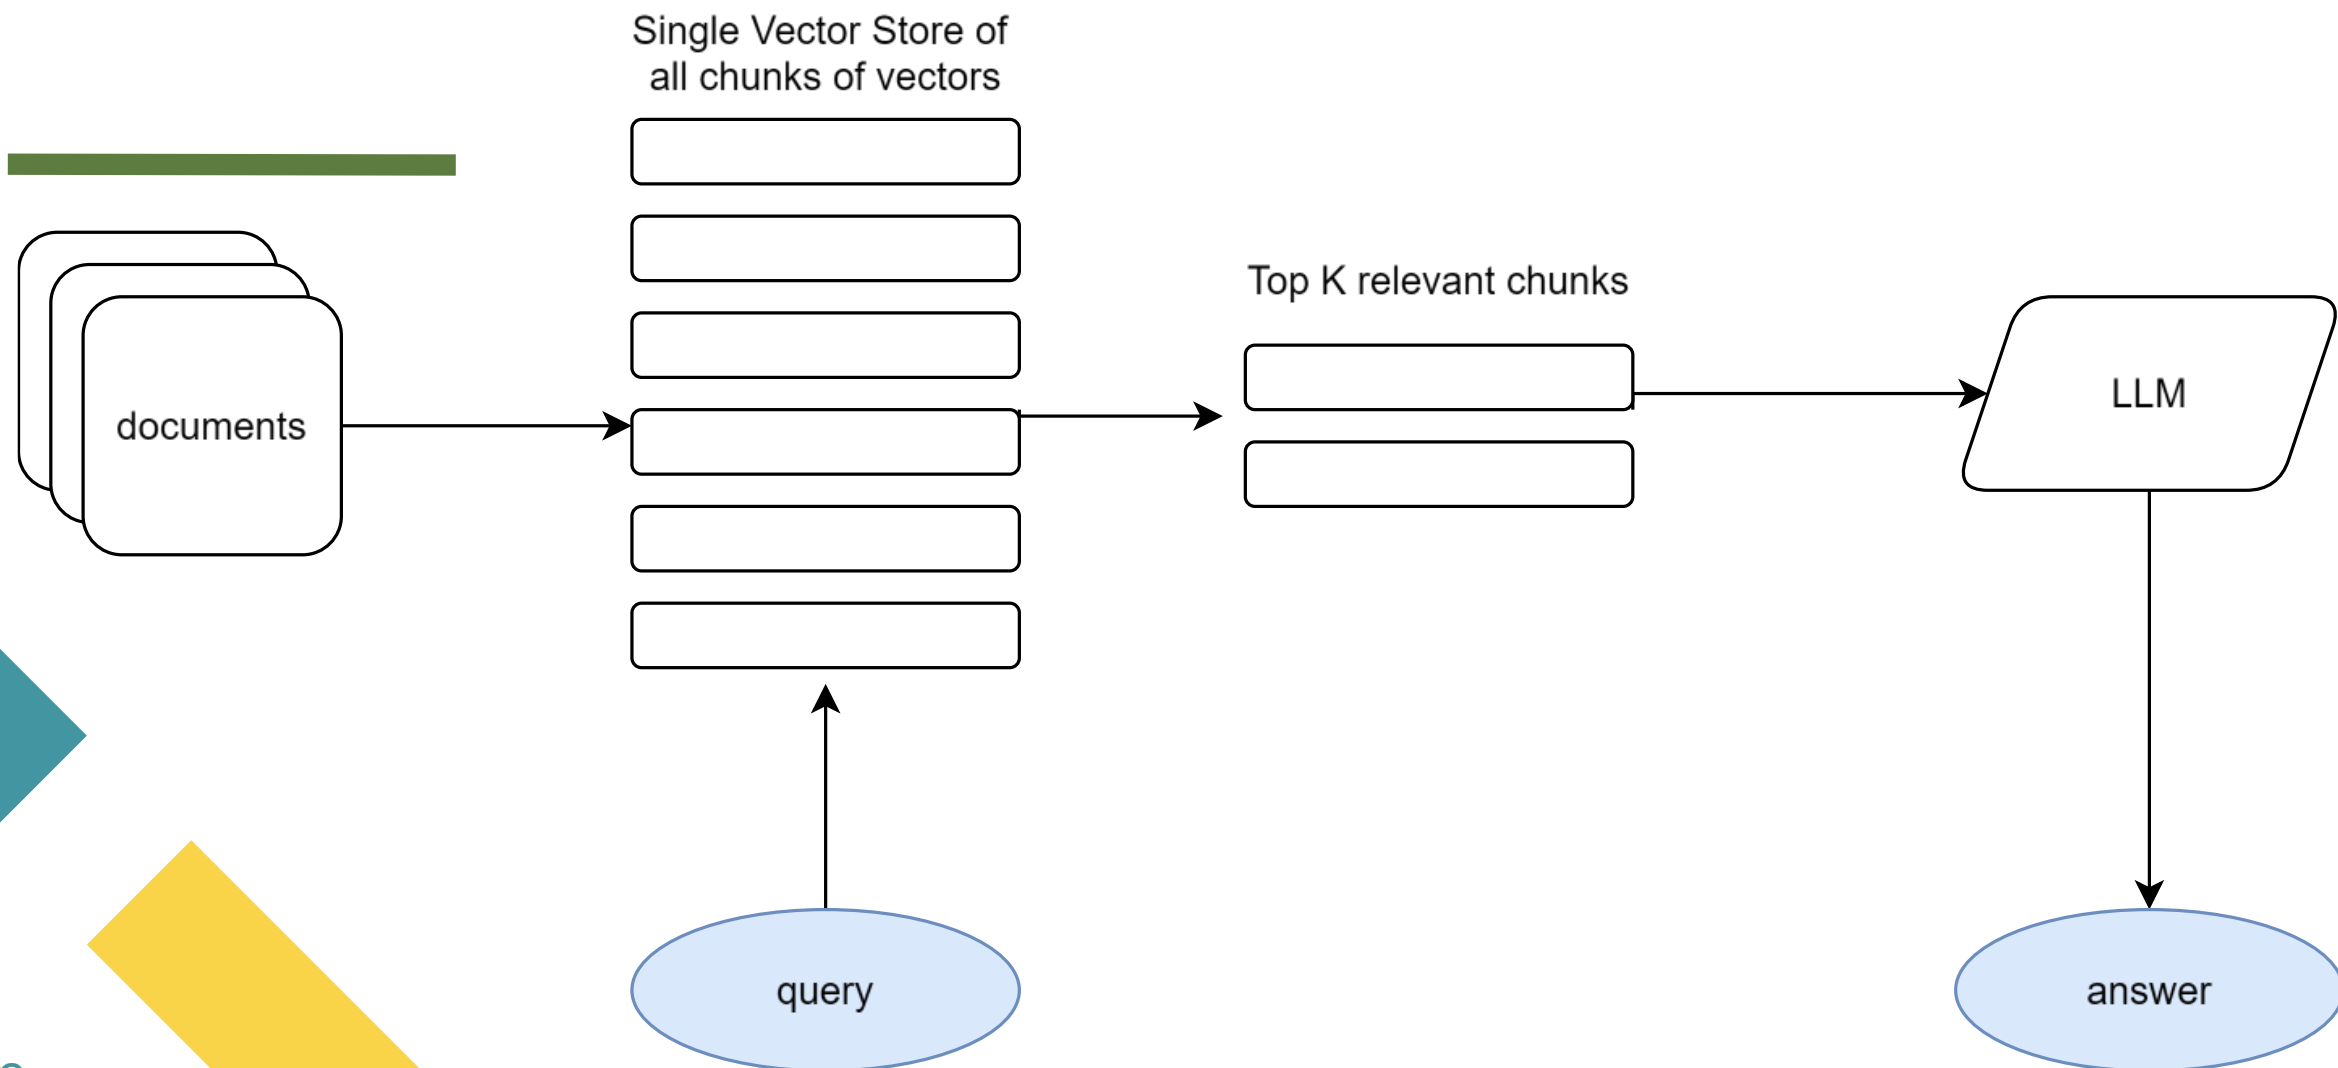 Single Vector Store of
all chunks of vectors
Top K relevant chunks
documents
LLM
query
answer